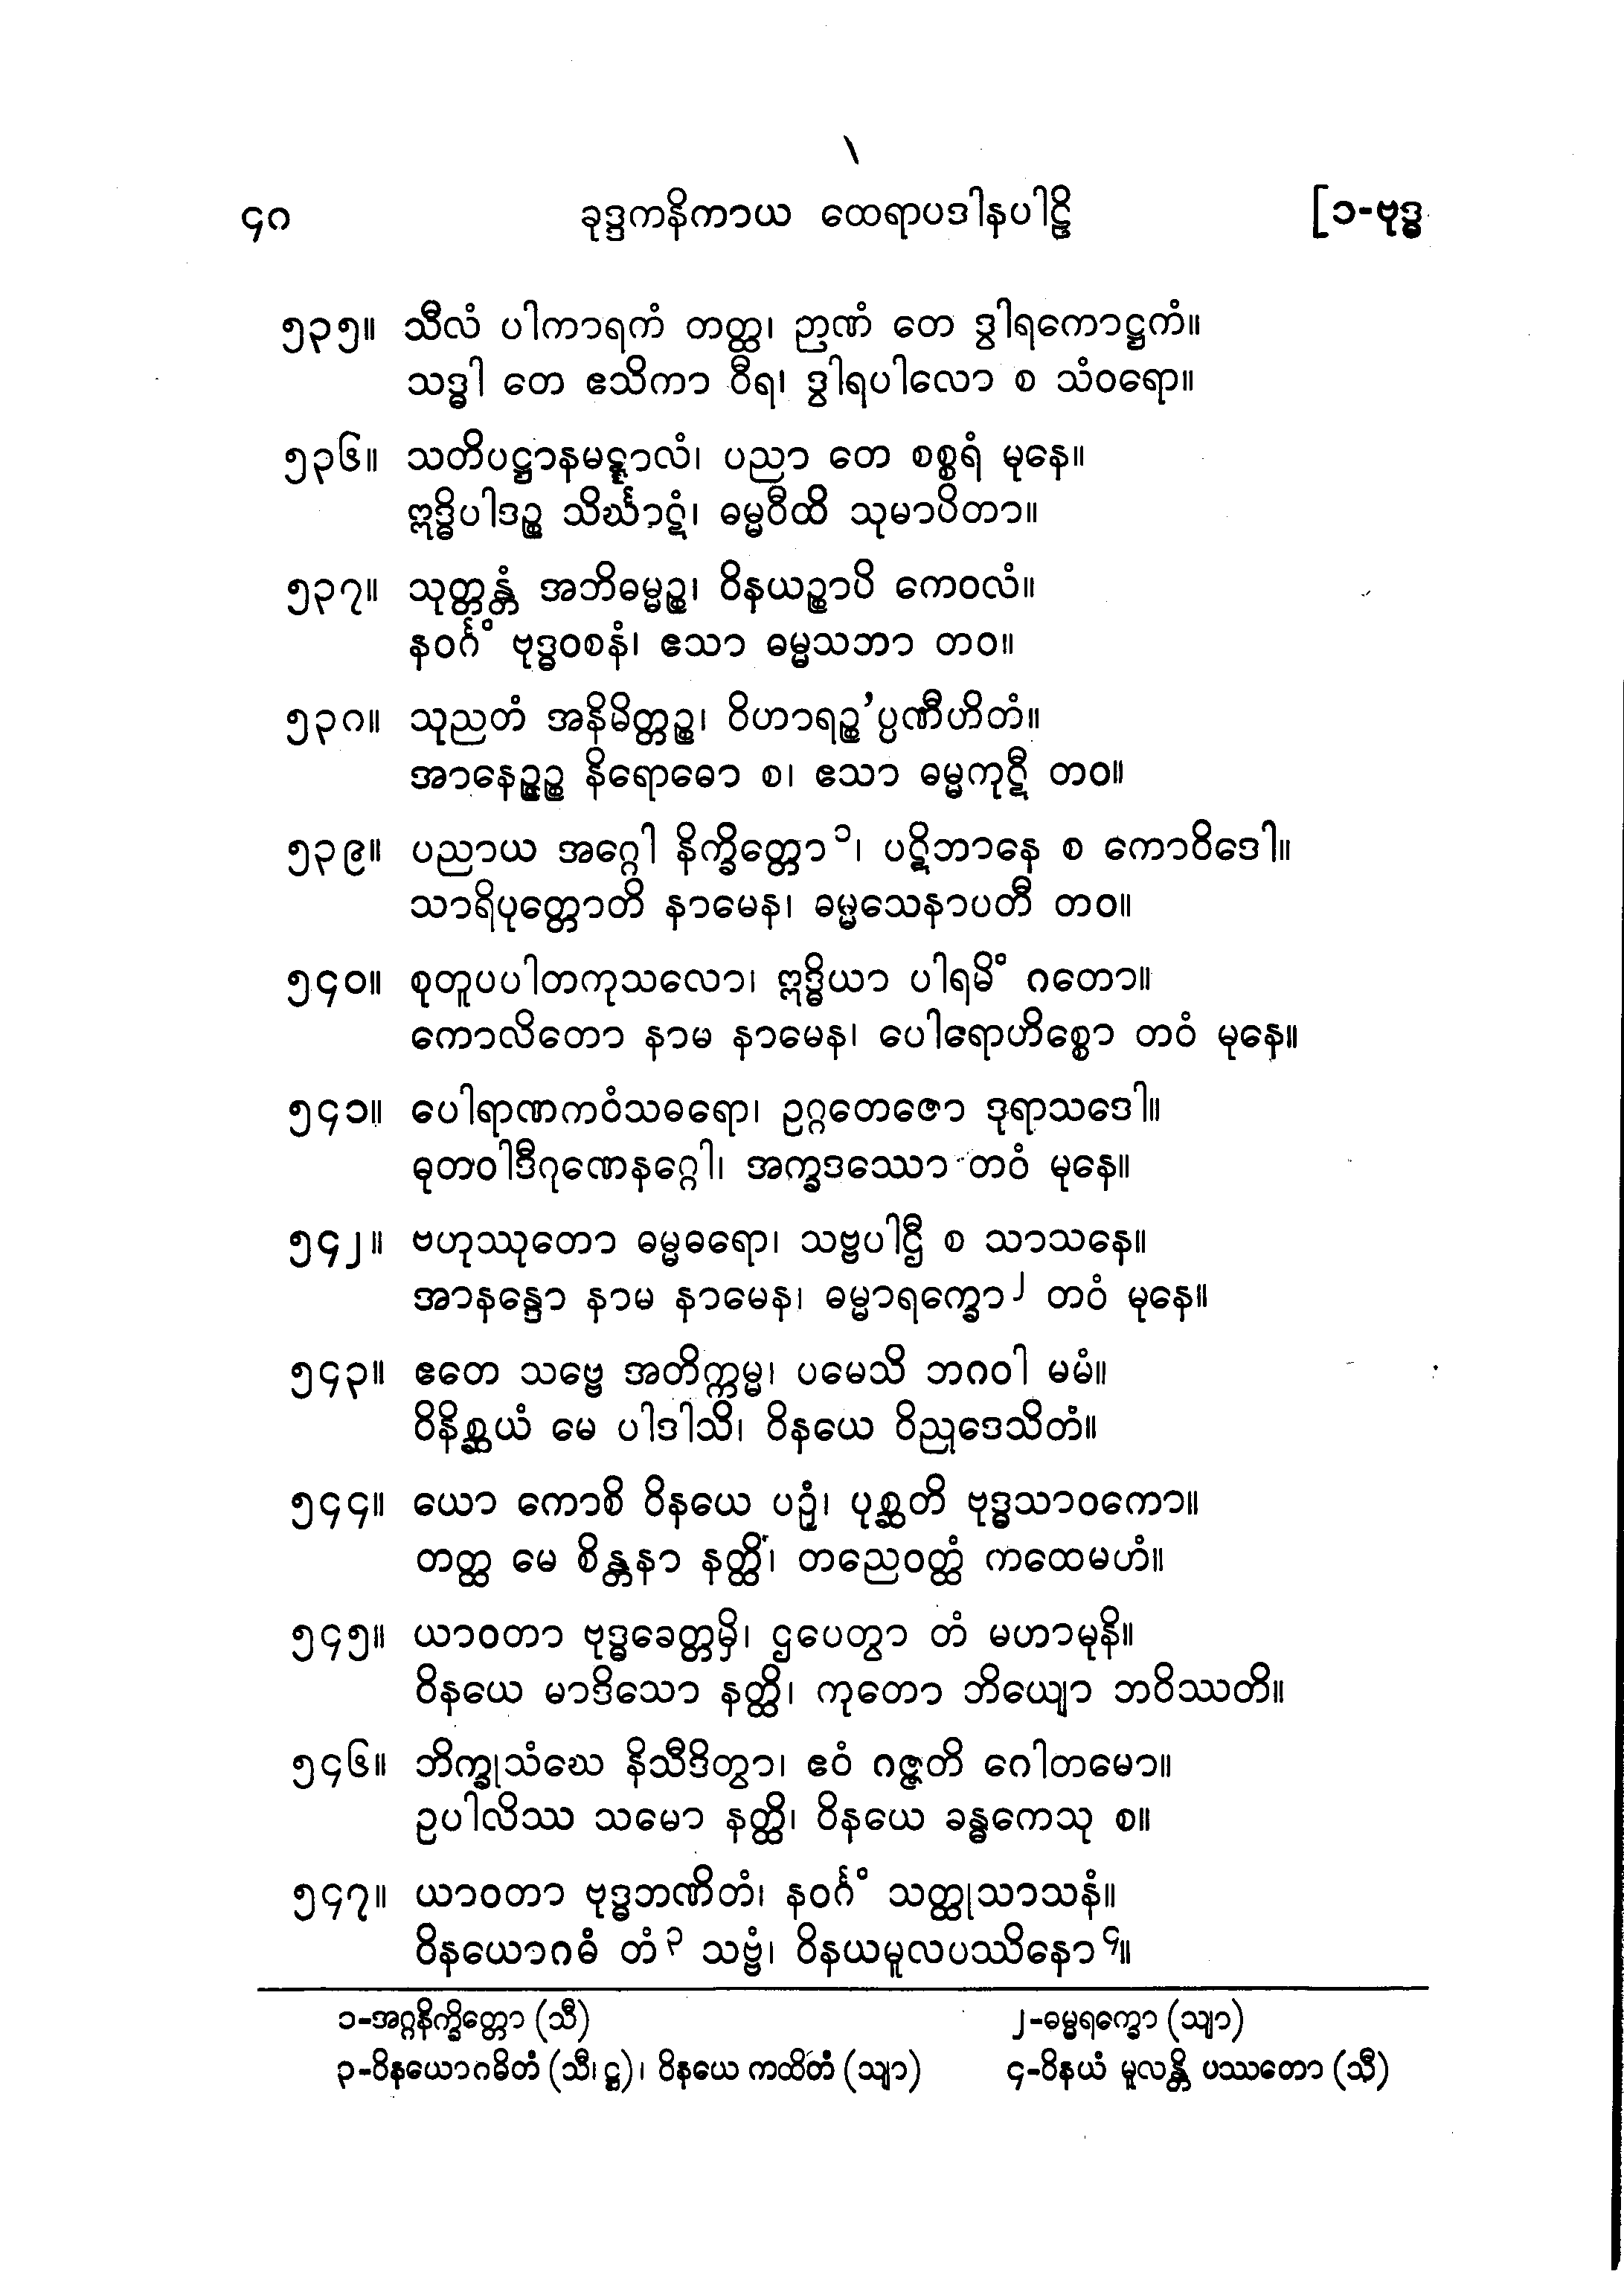 ၄ဂ ခုဒ္ဒကနိကာယ ထေရာပဒါနပါဠိ [၁-ဗုဒ္ဓ
၅၃၅။ သီလံ ပါကာရကံ တတ္ထ၊ ဉာဏံ တေ ဒွါရကောဋ္ဌကံ။
သဒ္ဓါ တေ ဧသိကာ ဝီရ၊ ဒွါရပါလော စ သံဝရော။
၅၃၆။ သတိပဋ္ဌာနမဋ္ဋာလံ၊ ပညာ တေ စစ္စရံ မုနေ။
ဣဒ္ဓိပါဒဉ္စ သိင်္ဃာဋံ၊ ဓမ္မဝီထိ သုမာပိတာ။
၅၃၇။ သုတ္တန္တံ အဘိဓမ္မဉ္စ၊ ဝိနယဉ္စာပိ ကေဝလံ။
နဝင်္ဂံ ဗုဒ္ဓဝစနံ၊ ဧသာ ဓမ္မသဘာ တဝ။
၅၃ဂ။ သုညတံ အနိမိတ္တဉ္စ၊ ဝိဟာရဉ္စ’ပ္ပဏီဟိတံ။
အာနေဉ္ဇဉ္စ နိရောဓော စ၊ ဧသာ ဓမ္မကုဋီ တဝ။
၅၃၉။ ပညာယ အဂ္ဂေါ နိက္ခိတ္တော ၁၊ ပဋိဘာနေ စ ကောဝိဒေါ။
သာရိပုတ္တောတိ နာမေန၊ ဓမ္မသေနာပတီ တဝ။
၅၄၀။ စုတူပပါတကုသလော၊ ဣဒ္ဓိယာ ပါရမိံ ဂတော။
ကောလိတော နာမ နာမေန၊ ပေါရောဟိစ္စော တဝံ မုနေ။
၅၄၁။ ပေါရာဏကဝံသဓရော၊ ဥဂ္ဂတေဇော ဒုရာသဒေါ။
ဓုတဝါဒီဂုဏေနဂ္ဂေါ၊ အက္ခဒဿော တဝံ မုနေ။
၅၄၂။ ဗဟုဿုတော ဓမ္မဓရော၊ သဗ္ဗပါဌီ စ သာသနေ။
အာနန္ဒော နာမ နာမေန၊ ဓမ္မာရက္ခော ၂ တဝံ မုနေ။
၅၄၃။ ဧတေ သဗ္ဗေ အတိက္ကမ္မ၊ ပမေသိ ဘဂဝါ မမံ။
ဝိနိစ္ဆယံ မေ ပါဒါသိ၊ ဝိနယေ ဝိညုဒေသိတံ။
၅၄၄။ ယော ကောစိ ဝိနယေ ပဉှံ၊ ပုစ္ဆတိ ဗုဒ္ဓသာဝကော။
တတ္ထ မေ စိန္တနာ နတ္ထိ၊ တညေဝတ္ထံ ကထေမဟံ။
၅၄၅။ ယာဝတာ ဗုဒ္ဓခေတ္တမှိ၊ ဌပေတွာ တံ မဟာမုနိ။
ဝိနယေ မာဒိသော နတ္ထိ၊ ကုတော ဘိယျော ဘဝိဿတိ။
၅၄၆။ ဘိက္ခုသံဃေ နိသီဒိတွာ၊ ဧဝံ ဂဇ္ဇတိ ဂေါတမော။
ဥပါလိဿ သမော နတ္ထိ၊ ဝိနယေ ခန္ဓကေသု စ။
၅၄၇။ ယာဝတာ ဗုဒ္ဓဘဏိတံ၊ နဝင်္ဂံ သတ္ထုသာသနံ။
ဝိနယောဂဓံ တံ ၃ သဗ္ဗံ၊ ဝိနယမူလပဿိနော ၄။
၁-အဂ္ဂနိက္ခိတ္တော (သီ) ၂-ဓမ္မရက္ခော (သျာ)
၃-ဝိနယောဂဓိတံ (သီ၊ ဋ္ဌ)၊ ဝိနယေ ကထိတံ (သျာ) ၄-ဝိနယံ မူလန္တိ ပဿတော (သီ)